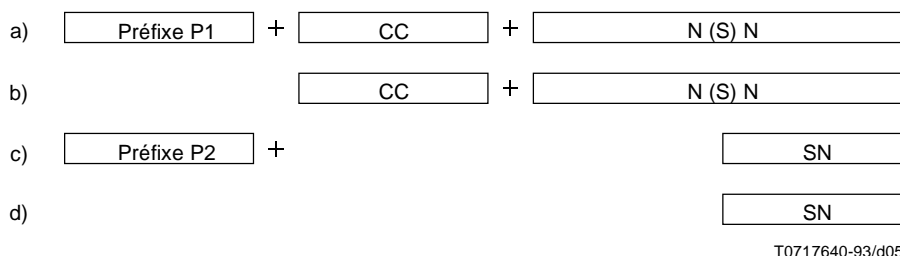 a) Préfixe P1 + CC + N (S) N
b) CC + N (S) N
c) Préfixe P2 + SN
d) SN
T0717640-93/d05